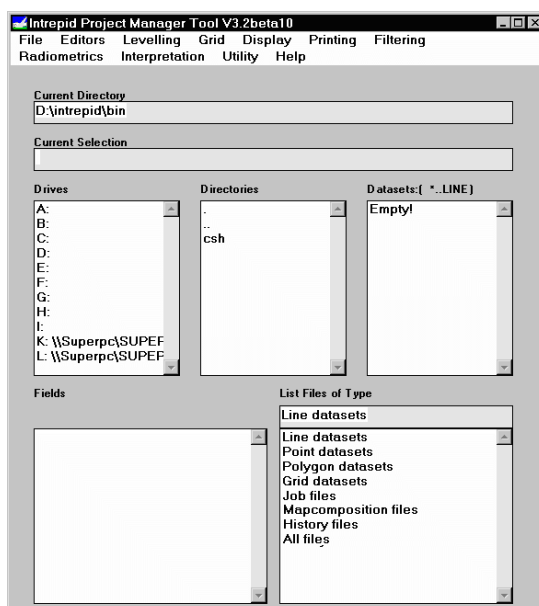 Intrepid Project Manager Tool V3.2beta10
File Editors Levelling Grid Display Printing Filtering
Radiometrics Interpretation Utility Help
Current Directory
D:\intrepid\bin
Current Selection
Drives
A:
B:
C:
D:
E:
F:
G:
H:
I:
K: \\Superpc\SUPEF
L: \\Superpc\SUPEF
Directories
.
..
csh
Datasets:( *..LINE)
Empty!
Fields
List Files of Type
Line datasets
Line datasets
Point datasets
Polygon datasets
Grid datasets
Job files
Mapcomposition files
History files
All files